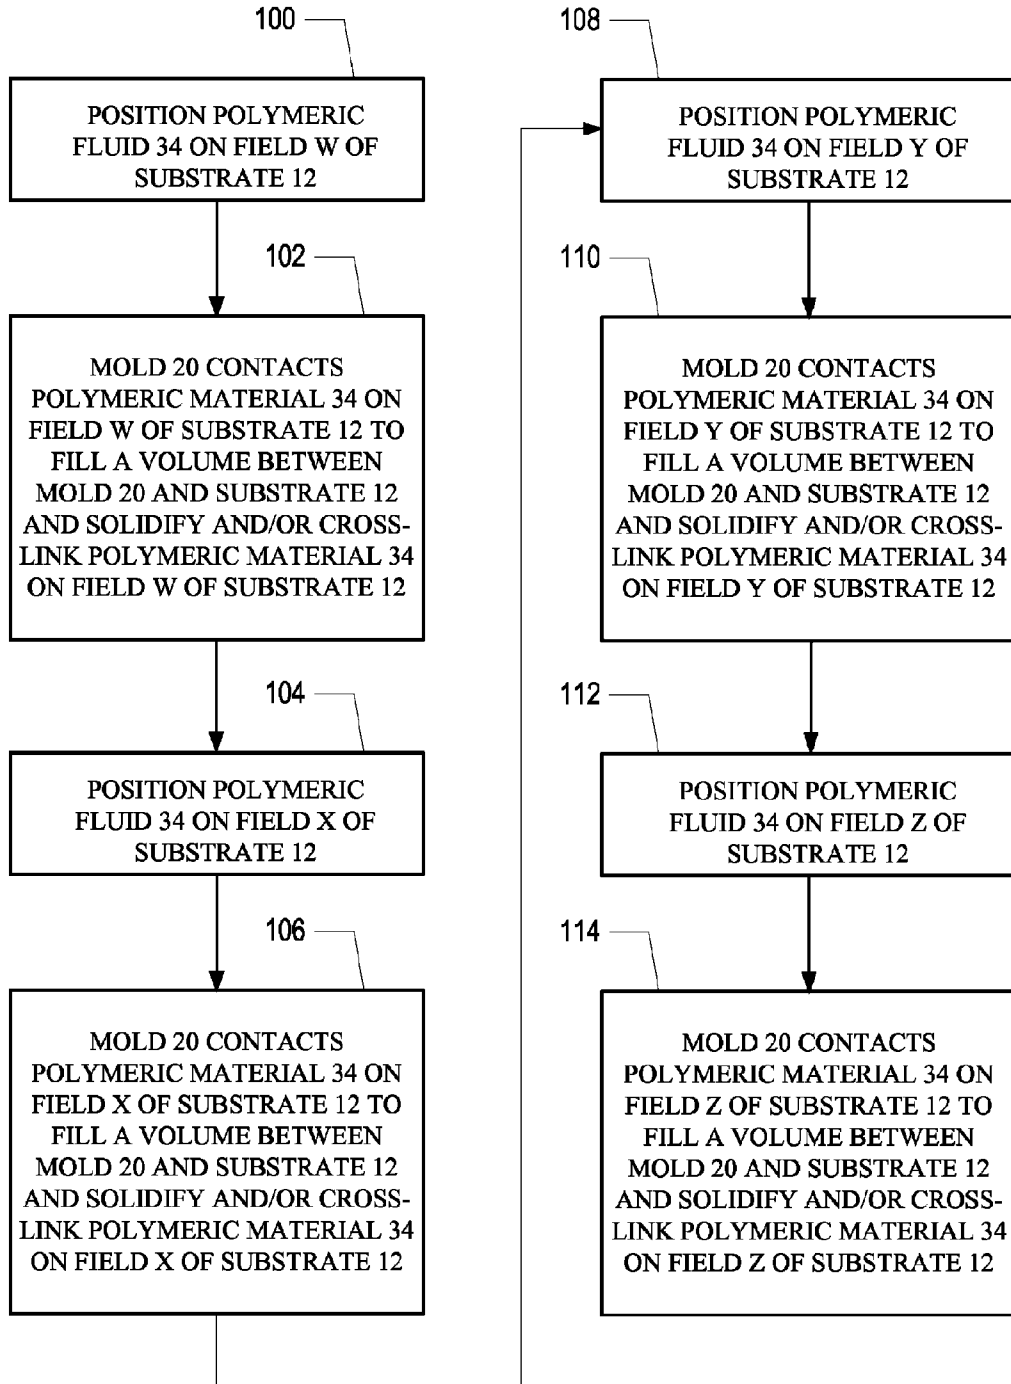 100
POSITION POLYMERIC
FLUID 34 ON FIELD W OF
SUBSTRATE 12
102
MOLD 20 CONTACTS
POLYMERIC MATERIAL 34 ON
FIELD W OF SUBSTRATE 12 TO
FILL A VOLUME BETWEEN
MOLD 20 AND SUBSTRATE 12
AND SOLIDIFY AND/OR CROSS-
LINK POLYMERIC MATERIAL 34
ON FIELD W OF SUBSTRATE 12
104
POSITION POLYMERIC
FLUID 34 ON FIELD X OF
SUBSTRATE 12
106
MOLD 20 CONTACTS
POLYMERIC MATERIAL 34 ON
FIELD X OF SUBSTRATE 12 TO
FILL A VOLUME BETWEEN
MOLD 20 AND SUBSTRATE 12
AND SOLIDIFY AND/OR CROSS-
LINK POLYMERIC MATERIAL 34
ON FIELD X OF SUBSTRATE 12
108
POSITION POLYMERIC
FLUID 34 ON FIELD Y OF
SUBSTRATE 12
110
MOLD 20 CONTACTS
POLYMERIC MATERIAL 34 ON
FIELD Y OF SUBSTRATE 12 TO
FILL A VOLUME BETWEEN
MOLD 20 AND SUBSTRATE 12
AND SOLIDIFY AND/OR CROSS-
LINK POLYMERIC MATERIAL 34
ON FIELD Y OF SUBSTRATE 12
112
POSITION POLYMERIC
FLUID 34 ON FIELD Z OF
SUBSTRATE 12
114
MOLD 20 CONTACTS
POLYMERIC MATERIAL 34 ON
FIELD Z OF SUBSTRATE 12 TO
FILL A VOLUME BETWEEN
MOLD 20 AND SUBSTRATE 12
AND SOLIDIFY AND/OR CROSS-
LINK POLYMERIC MATERIAL 34
ON FIELD Z OF SUBSTRATE 12